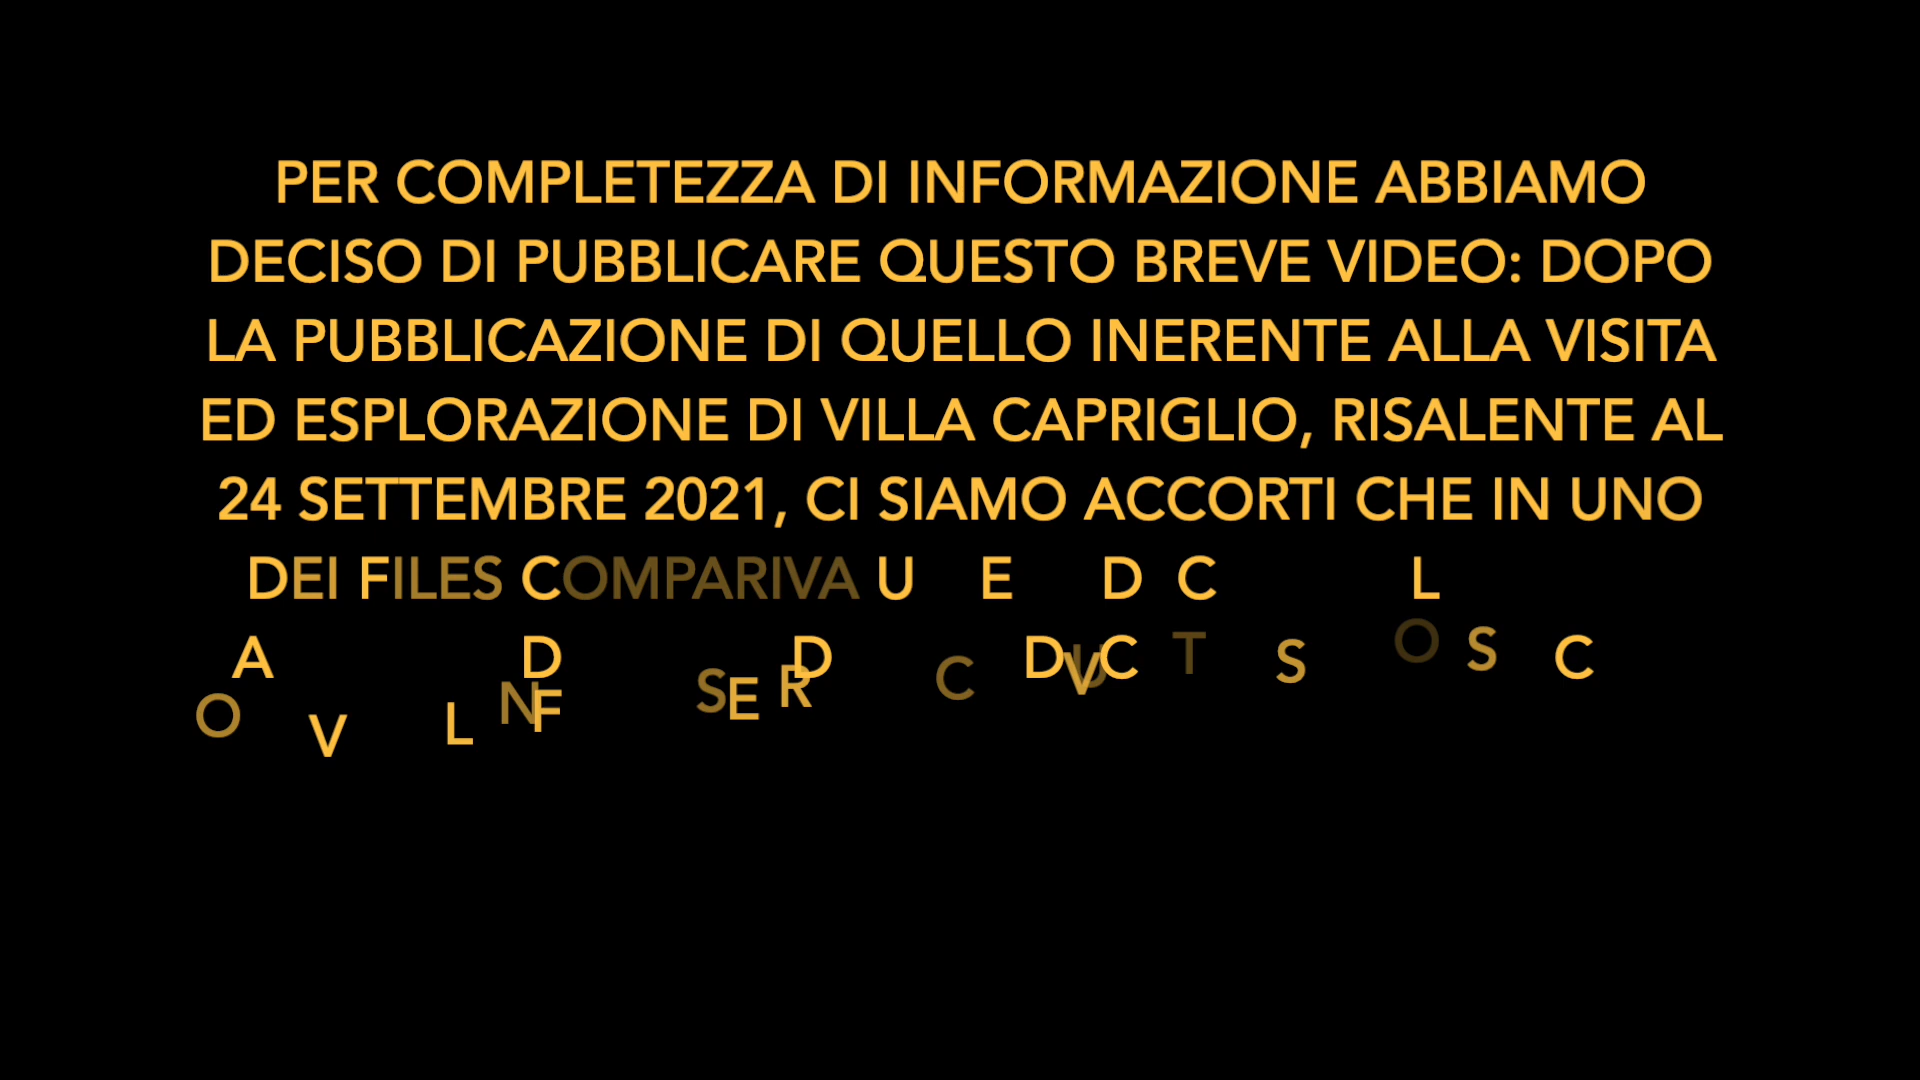 PER COMPLETEZZA DI INFORMAZIONE ABBIAMO
DECISO DI PUBBLICARE QUESTO BREVE VIDEO: DOPO
LA PUBBLICAZIONE DI QUELLO INERENTE ALLA VISITA
ED ESPLORAZIONE DI VILLA CAPRIGLIO, RISALENTE AL
24 SETTEMBRE 2021, CI SIAMO ACCORTI CHE IN UNO
DEI FILES COMPARIVA